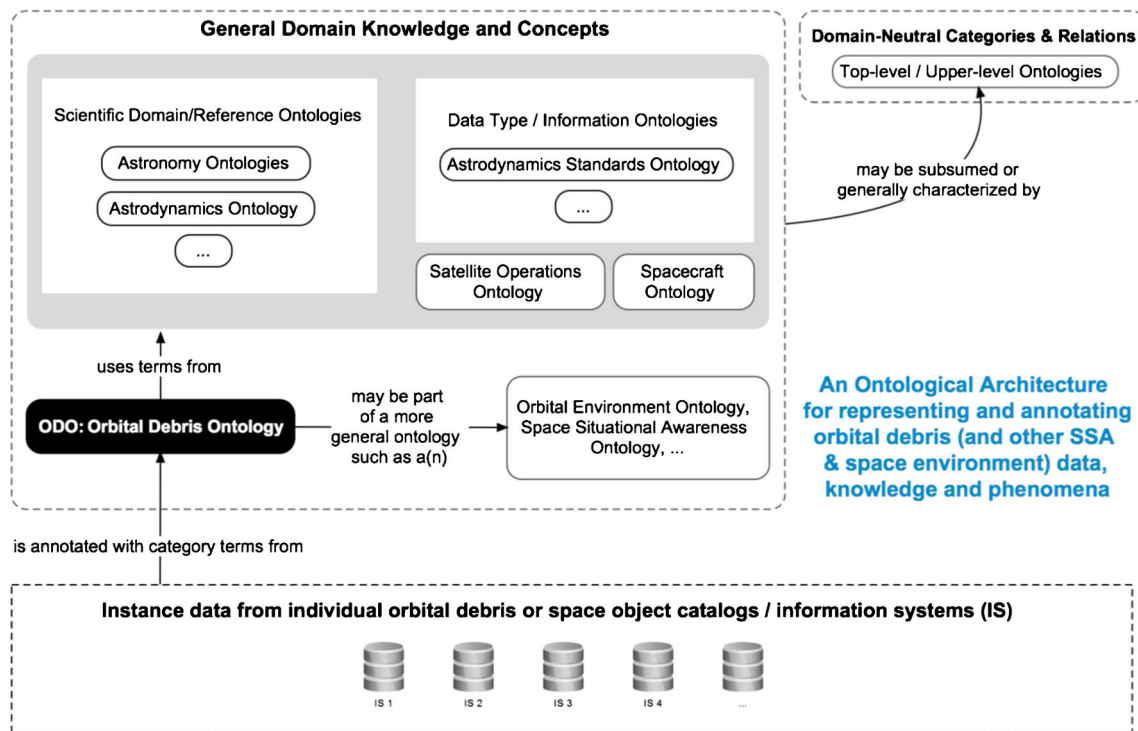 General Domain Knowledge and Concepts
Scientific Domain/Reference Ontologies
Astronomy Ontologies
Astrodynamics Ontology
...
Data Type / Information Ontologies
Astrodynamics Standards Ontology
...
Satellite Operations
Ontology
Spacecraft
Ontology
Domain-Neutral Categories & Relations
Top-level / Upper-level Ontologies
may be subsumed or
generally characterized by
uses terms from
ODO: Orbital Debris Ontology
may be part
of a more
general ontology
such as a(n)
Orbital Environment Ontology,
Space Situational Awareness
Ontology, ...
An Ontological Architecture
for representing and annotating
orbital debris (and other SSA
& space environment) data,
knowledge and phenomena
is annotated with category terms from
Instance data from individual orbital debris or space object catalogs / information systems (IS)
IS 1
IS 2
IS 3
IS 4
...